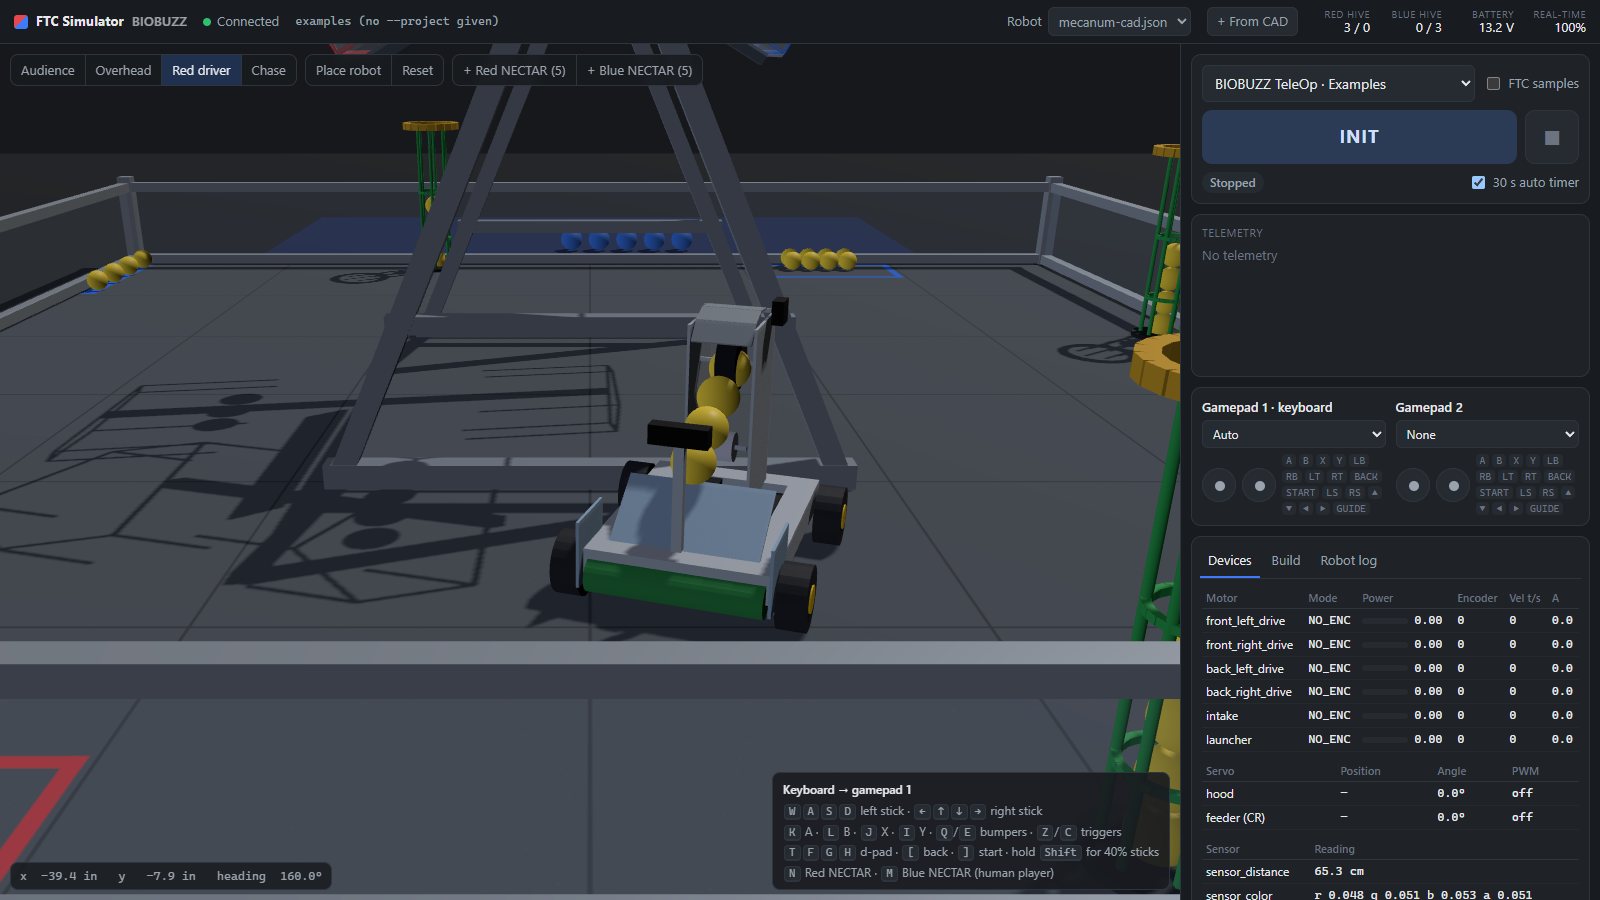 FTC Simulator BIOBUZZ Connected examples (no --project given) Robot mecanum-cad.json + From CAD RED HIVE 3 / 0 BLUE HIVE 0 / 3 BATTERY 13.2 V REAL-TIME 100%
Audience Overhead Red driver Chase Place robot Reset + Red NECTAR (5) + Blue NECTAR (5)
BIOBUZZ TeleOp · Examples FTC samples
INIT
Stopped 30 s auto timer
TELEMETRY
No telemetry
Gamepad 1 · keyboard Gamepad 2
Auto None
A B X Y LB A B X Y LB
RB LT RT BACK RB LT RT BACK
START LS RS ▲ START LS RS ▲
▼ ◀ ▶ GUIDE ▼ ◀ ▶ GUIDE
Devices Build Robot log
Motor Mode Power Encoder Vel t/s A
front_left_drive NO_ENC 0.00 0 0 0.0
front_right_drive NO_ENC 0.00 0 0 0.0
back_left_drive NO_ENC 0.00 0 0 0.0
back_right_drive NO_ENC 0.00 0 0 0.0
intake NO_ENC 0.00 0 0 0.0
launcher NO_ENC 0.00 0 0 0.0
Servo Position Angle PWM
hood — 0.0° off
feeder (CR) — 0.0° off
Sensor Reading
sensor_distance 65.3 cm
sensor_color r 0.048 g 0.051 b 0.053 a 0.051
Keyboard → gamepad 1
W A S D left stick · ← ↑ ↓ → right stick
K A · L B · J X · I Y · Q / E bumpers · Z / C triggers
T F G H d-pad · [ back · ] start · hold Shift for 40% sticks
N Red NECTAR · M Blue NECTAR (human player)
x -39.4 in y -7.9 in heading 160.0°